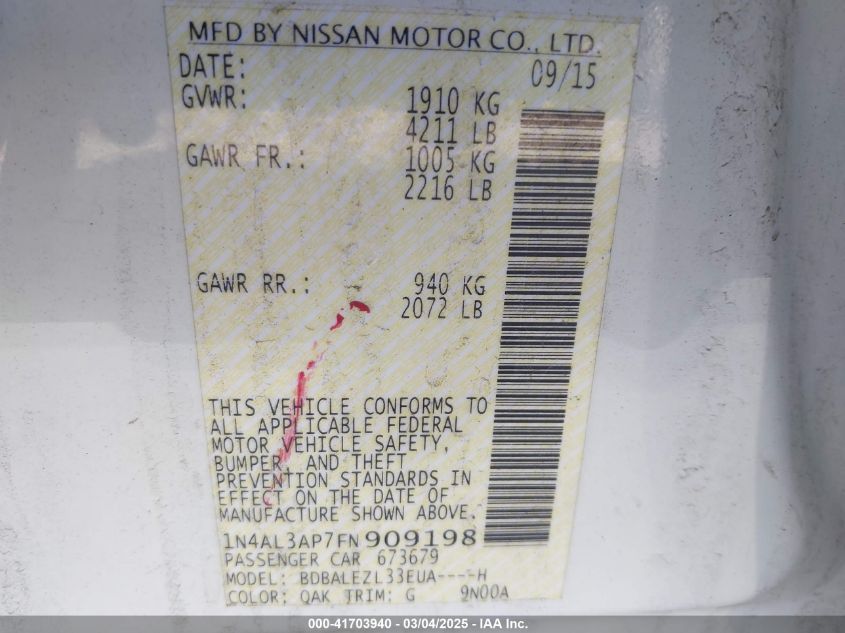 MFD BY NISSAN MOTOR CO., LTD.
DATE: 09/15
GVWR: 1910 KG
4211 LB
GAWR FR.: 1005 KG
2216 LB
GAWR RR.: 940 KG
2072 LB
THIS VEHICLE CONFORMS TO
ALL APPLICABLE FEDERAL
MOTOR VEHICLE SAFETY,
BUMPER, AND THEFT
PREVENTION STANDARDS IN
EFFECT ON THE DATE OF
MANUFACTURE SHOWN ABOVE.
1N4AL3AP7FN909198
PASSENGER CAR 673679
MODEL: BDBALEZL33EUA----H
COLOR: QAK TRIM: G 9N00A
000-41703940 - 03/04/2025 - IAA Inc.